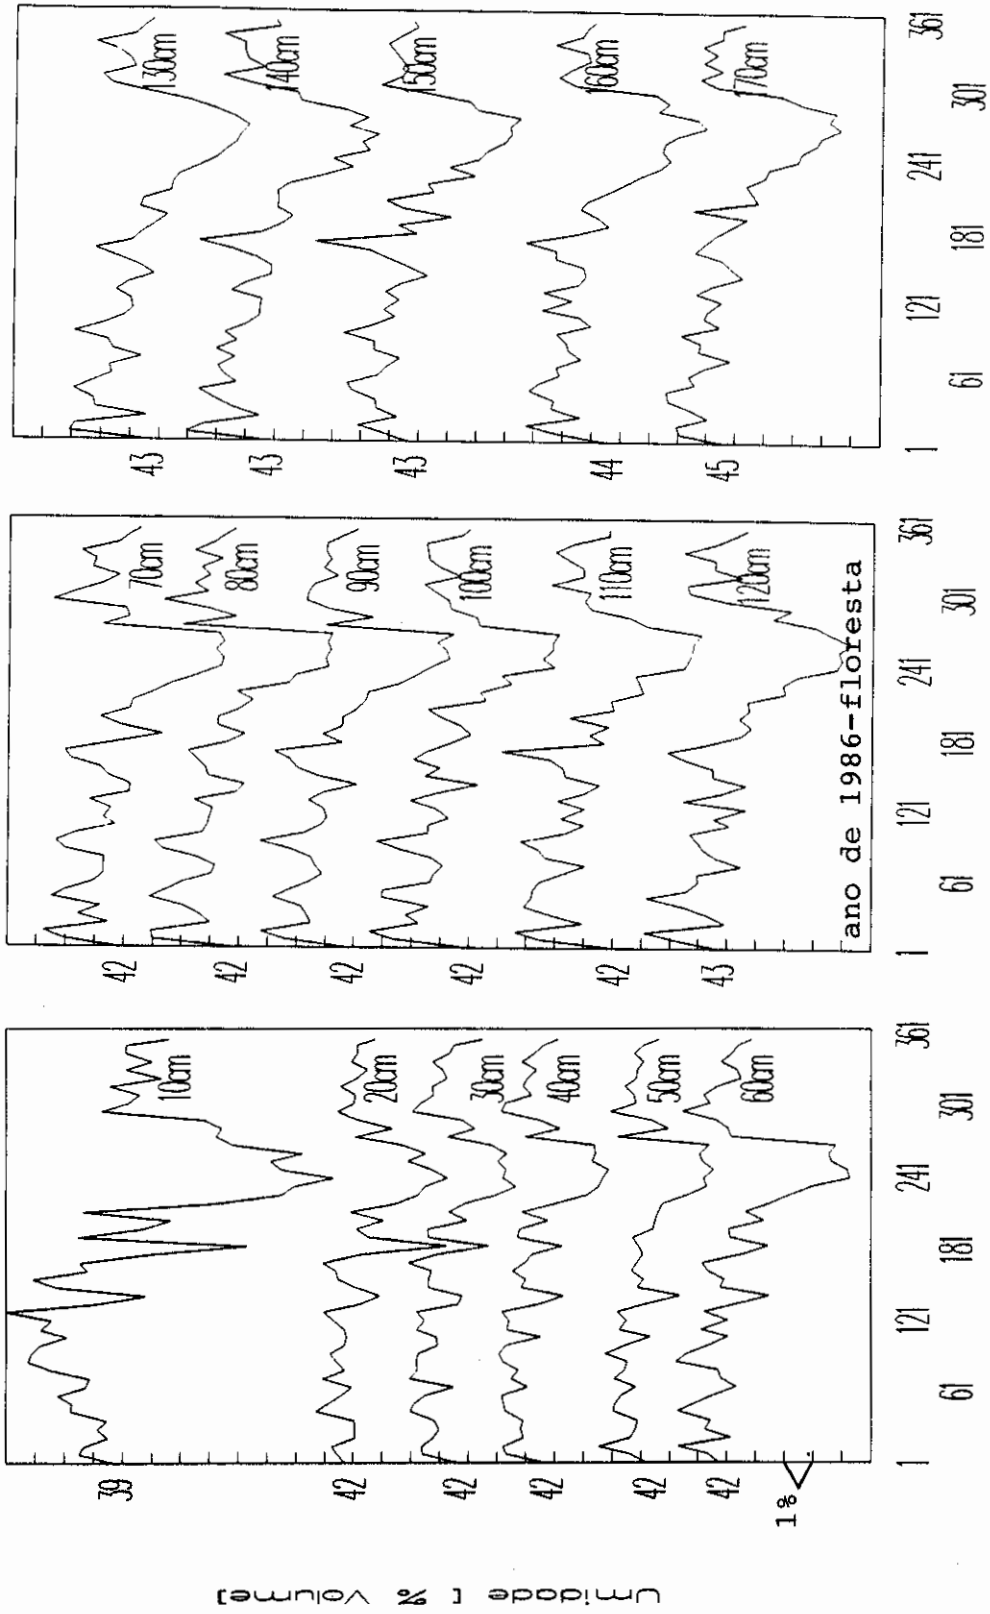 Umidade [ % Volume]
39
42
42
42
42
42
1%
10cm
20cm
30cm
40cm
50cm
60cm
1
61
121
181
241
301
361
42
42
42
42
42
43
70cm
80cm
90cm
100cm
110cm
120cm
ano de 1986-floresta
1
61
121
181
241
301
361
43
43
43
44
45
130cm
140cm
150cm
160cm
170cm
1
61
121
181
241
301
361